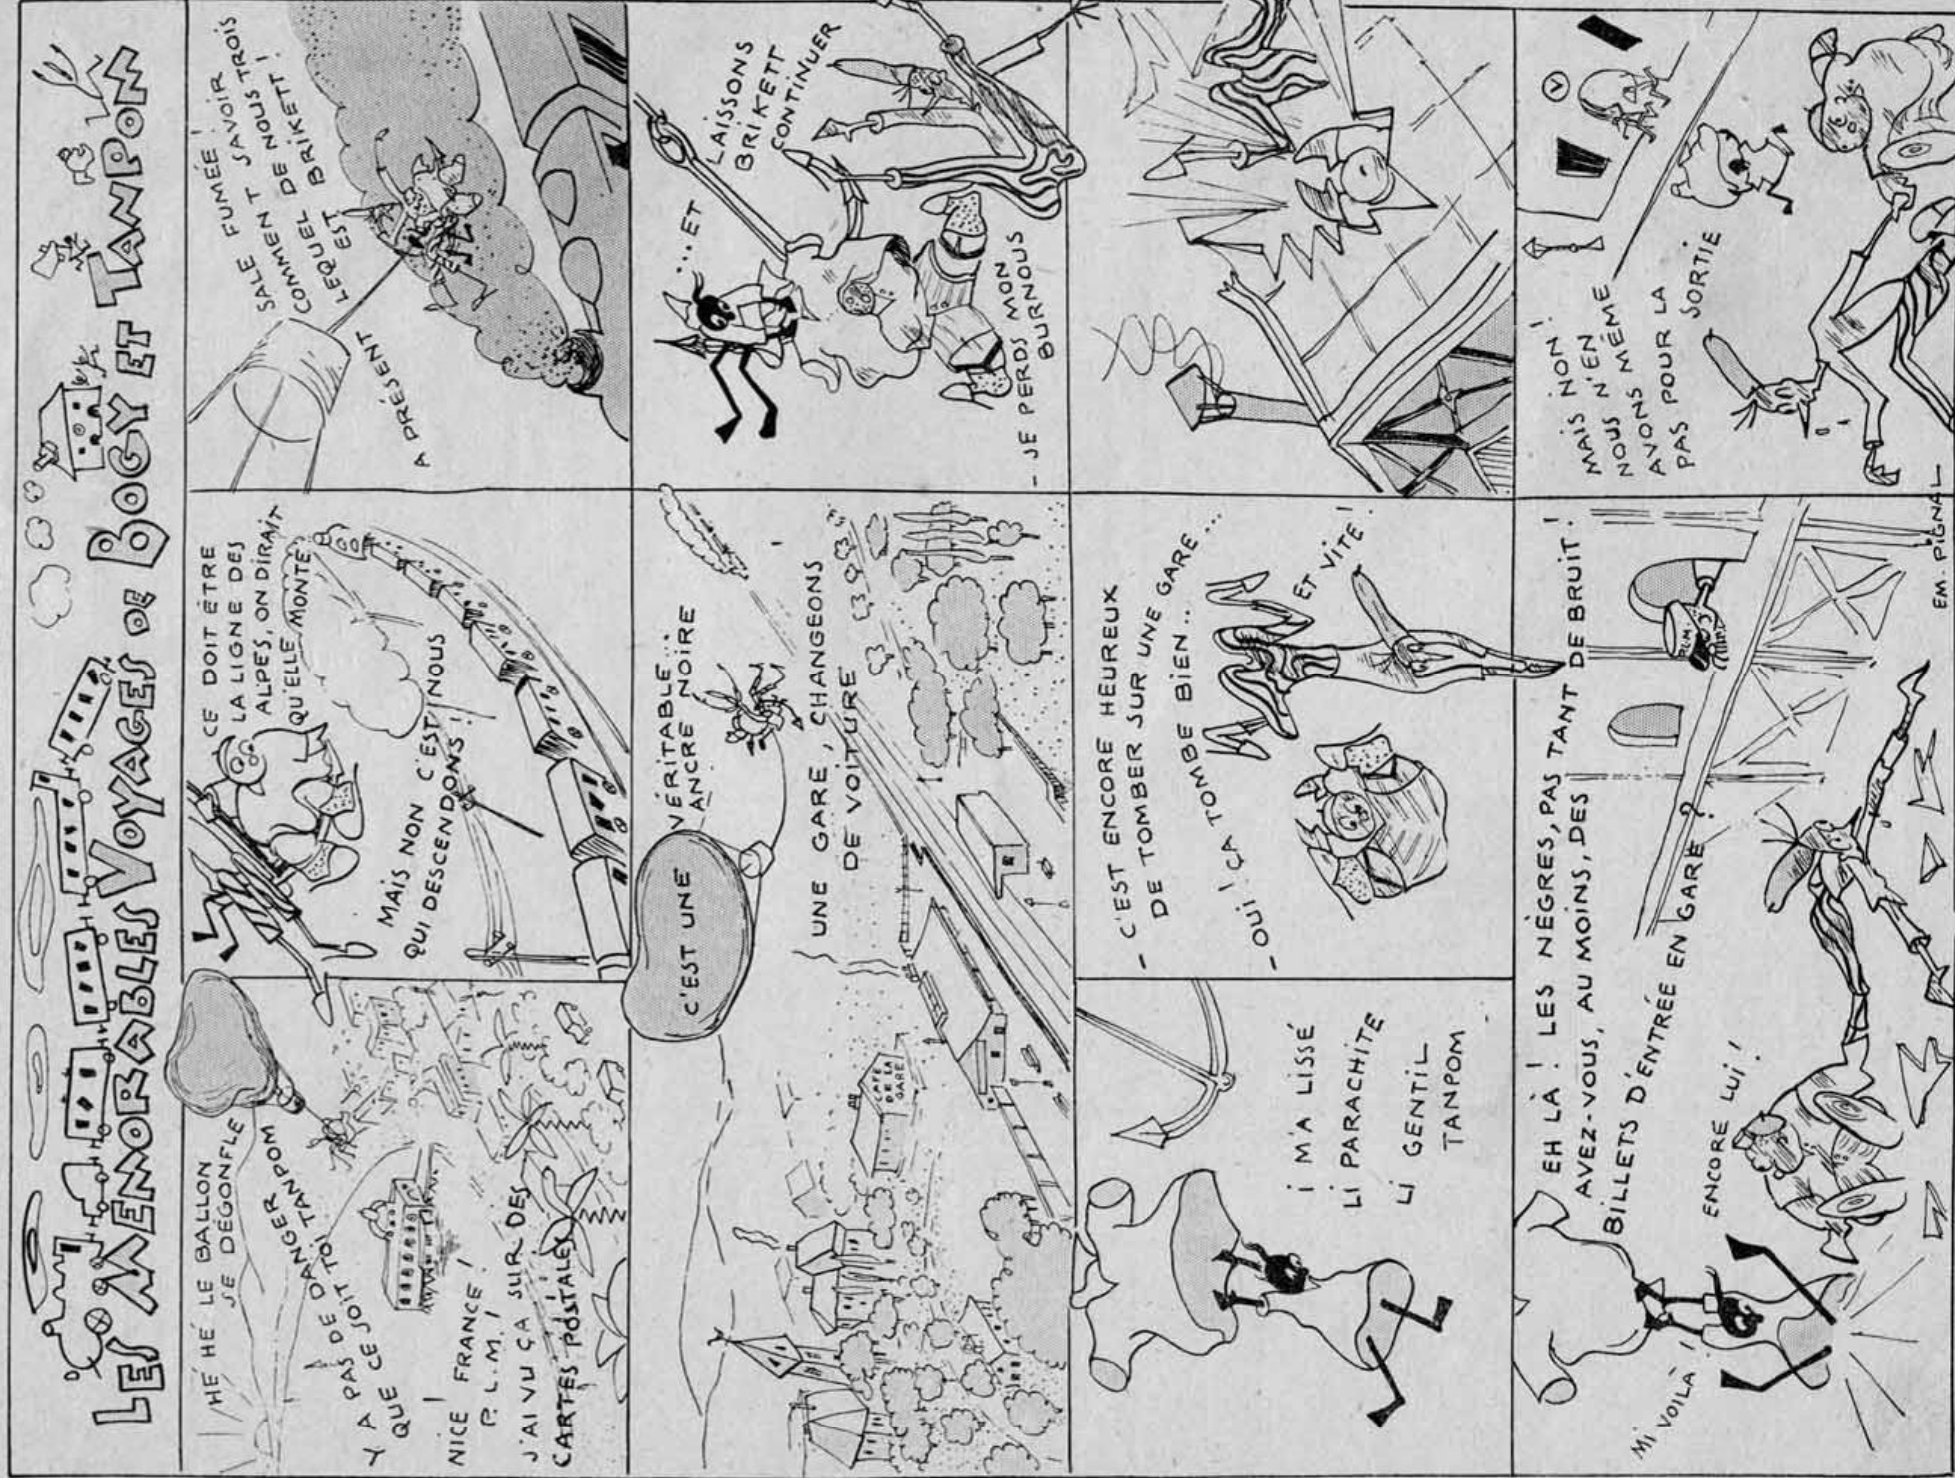 LES MEMORABLES VOYAGES DE BOGY ET TANPOM
HÉ HÉ LE BALLON
SE DÉGONFLE
Y A PAS DE DANGER
QUE CE JOIT TOI TANPOM
NICE ! FRANCE !
P. L. M. !
J'AI VU ÇA SUR DES
CARTES POSTALES
CE DOIT ÊTRE
LA LIGNE DES
ALPES, ON DIRAIT
QU'ELLE MONTE
MAIS NON C'EST NOUS
QUI DESCENDONS !
SALE FUMÉE !
COMMENT SAVOIR
LEQUEL DE NOUS TROIS
EST BRIKETT !
A PRÉSENT
C'EST UNE VÉRITABLE...
ANCRE NOIRE
UNE GARE, CHANGEONS
DE VOITURE
CAFÉ
DE LA
GARE
...ET LAISSONS
BRIKETT
CONTINUER
- JE PERDS MON
BURNOUS
I M'A LISSÉ
LI PARACHITE
LI GENTIL
TANPOM
- C'EST ENCORE HEUREUX
DE TOMBER SUR UNE GARE...
- OUI ! ÇA TOMBE BIEN...
ET VITE !
EH LÀ ! LES NÉGRES, PAS TANT DE BRUIT !
AVEZ-VOUS, AU MOINS, DES
BILLETS D'ENTRÉE EN GARE ?
P.L.M.
MI VOILÀ !
ENCORE LUI !
MAIS NON !
NOUS N'EN
AVONS MÊME
PAS POUR LA
SORTIE
EM. PIGNAL